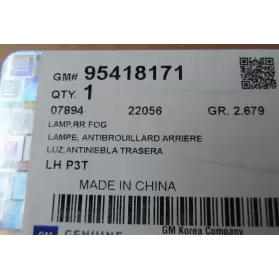 GM# 95418171
QTY. 1
07894 22056 GR. 2.679
LAMP,RR FOG
LAMPE, ANTIBROUILLARD ARRIERE
LUZ,ANTINIEBLA TRASERA
LH P3T
MADE IN CHINA
GM GENUINE GM Korea Company